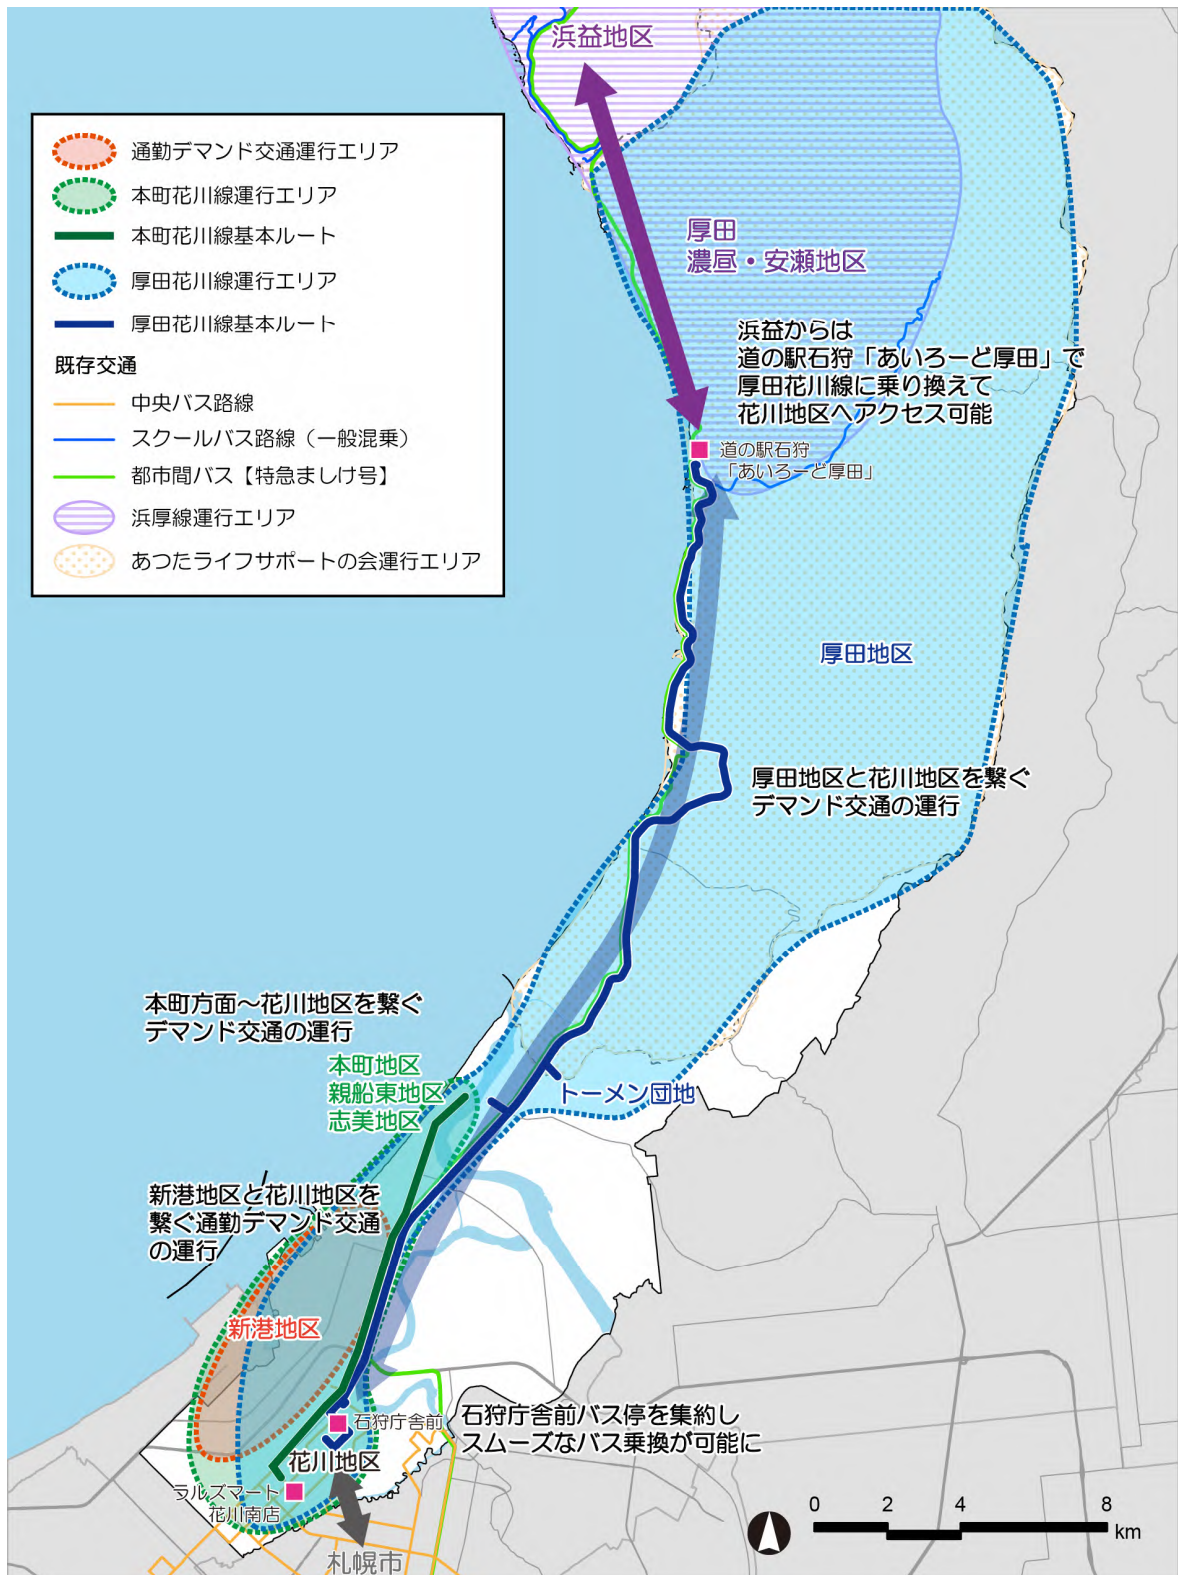 浜益地区
通勤デマンド交通運行エリア
本町花川線運行エリア
本町花川線基本ルート
厚田花川線運行エリア
厚田花川線基本ルート
既存交通
中央バス路線
スクールバス路線（一般混乗）
都市間バス【特急ましけ号】
浜厚線運行エリア
あつたライフサポートの会運行エリア
厚田
濃昼・安瀬地区
浜益からは
道の駅石狩「あいろーど厚田」で
厚田花川線に乗り換えて
花川地区へアクセス可能
道の駅石狩
「あいろーど厚田」
厚田地区
厚田地区と花川地区を繋ぐ
デマンド交通の運行
本町方面～花川地区を繋ぐ
デマンド交通の運行
本町地区
親船東地区
志美地区
トーメン団地
新港地区と花川地区を
繋ぐ通勤デマンド交通
の運行
新港地区
石狩庁舎前
石狩庁舎前バス停を集約し
スムーズなバス乗換が可能に
花川地区
ラルズマート
花川南店
札幌市
0 2 4 8
km